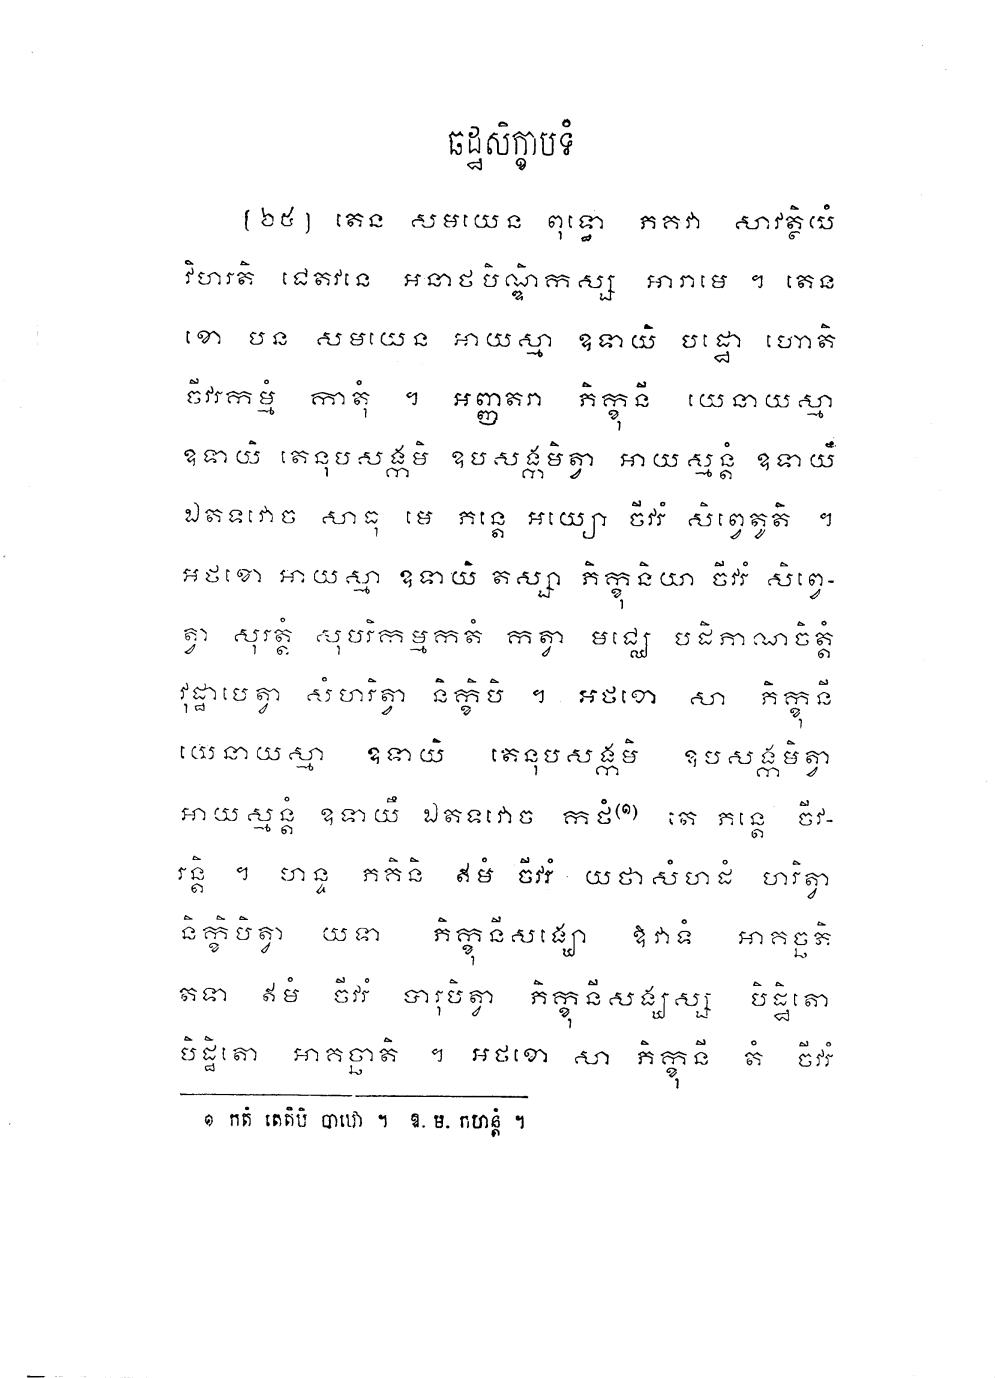 ឆដ្ឋសិក្ខាបទំ
[២៥] តេន សមយេន ពុទ្ធោ ភគវា សាវត្ថិយំ
វិហរតិ ជេតវនេ អនាថបិណ្ឌិកស្ស អារាមេ ។ តេន
ខោ បន សមយេន អាយស្មា ឧទាយិ បដ្ឋោ ហោតិ
ចីវរកម្មំ កាតុំ ។ អញ្ញតរា ភិក្ខុនី យេនាយស្មា
ឧទាយិ តេនុបសង្កមិ ឧបសង្កមិត្វា អាយស្មន្តំ ឧទាយឹ
ឯតទវោច សាធុ មេ ភន្តេ អយ្យោ ចីវរំ សិព្វេតូតិ ។
អថខោ អាយស្មា ឧទាយិ តស្សា ភិក្ខុនិយា ចីវរំ សិព្វេ-
ត្វា សុរត្តំ សុបរិកម្មកតំ កត្វា មជ្ឈេ បដិភាណចិត្តំ
វុដ្ឋាបេត្វា សំហរិត្វា និក្ខិបិ ។ អថខោ សា ភិក្ខុនី
យេនាយស្មា ឧទាយិ តេនុបសង្កមិ ឧបសង្កមិត្វា
អាយស្មន្តំ ឧទាយឹ ឯតទវោច កថំ(១) តេ ភន្តេ ចីវ-
រន្តិ ។ ហន្ទ ភគិនិ ឥមំ ចីវរំ យថាសំហដំ ហរិត្វា
និក្ខិបិត្វា យទា ភិក្ខុនីសង្ឃោ ឱវាទំ អាគច្ឆតិ
តទា ឥមំ ចីវរំ បារុបិត្វា ភិក្ខុនីសង្ឃស្ស បិដ្ឋិតោ
បិដ្ឋិតោ អាគច្ឆាតិ ។ អថខោ សា ភិក្ខុនី តំ ចីវរំ
១ កតំ តេតិបិ បាឋោ ។ ឱ. ម. កហន្តំ ។